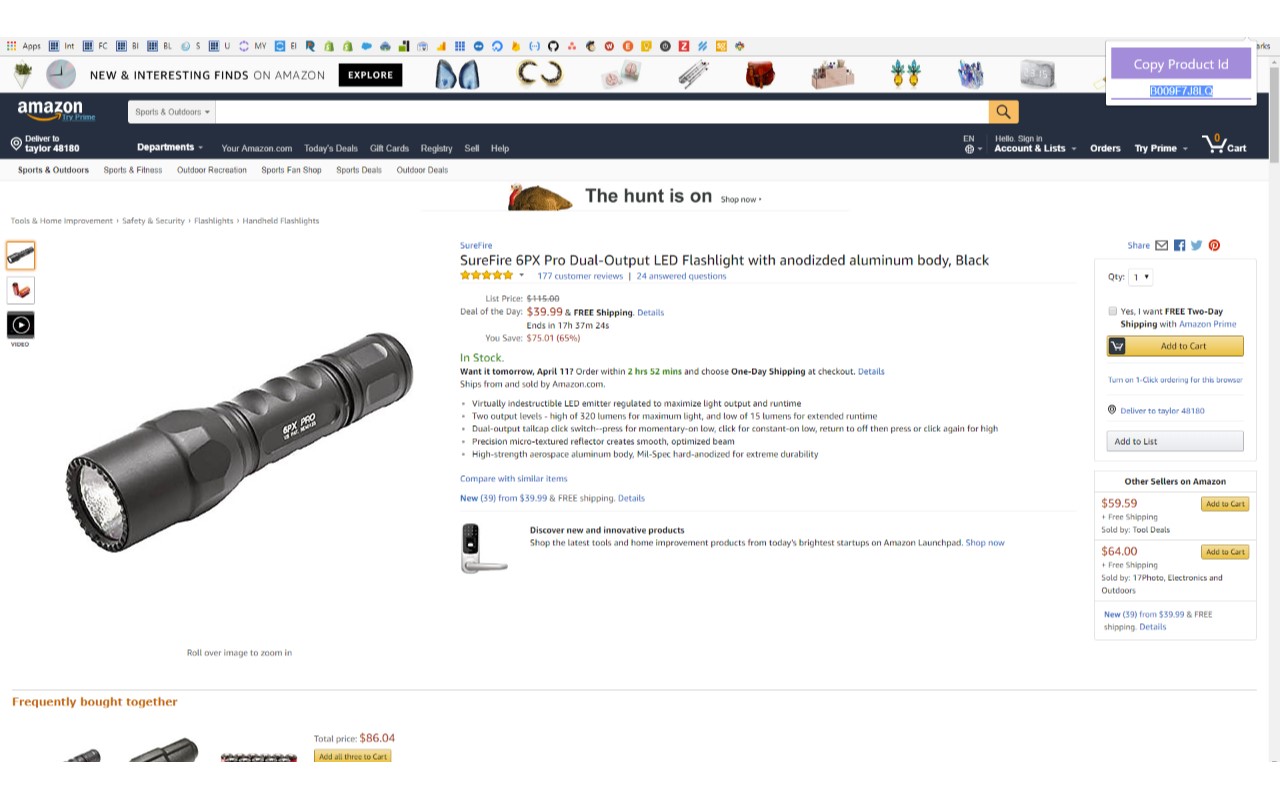 Apps Int FC BI BL S U MY EI
Copy Product Id
B009F7J8LQ
NEW & INTERESTING FINDS ON AMAZON EXPLORE
amazon
Try Prime
Sports & Outdoors
Deliver to
taylor 48180
Departments Your Amazon.com Today's Deals Gift Cards Registry Sell Help
EN
Hello. Sign in
Account & Lists Orders Try Prime 0 Cart
Sports & Outdoors Sports & Fitness Outdoor Recreation Sports Fan Shop Sports Deals Outdoor Deals
The hunt is on Shop now ›
Tools & Home Improvement › Safety & Security › Flashlights › Handheld Flashlights
VIDEO
6PX PRO
Roll over image to zoom in
SureFire
SureFire 6PX Pro Dual-Output LED Flashlight with anodizded aluminum body, Black
177 customer reviews | 24 answered questions
List Price: $115.00
Deal of the Day: $39.99 & FREE Shipping. Details
Ends in 17h 37m 24s
You Save: $75.01 (65%)
In Stock.
Want it tomorrow, April 11? Order within 2 hrs 52 mins and choose One-Day Shipping at checkout. Details
Ships from and sold by Amazon.com.
Virtually indestructible LED emitter regulated to maximize light output and runtime
Two output levels - high of 320 lumens for maximum light, and low of 15 lumens for extended runtime
Dual-output tailcap click switch--press for momentary-on low, click for constant-on low, return to off then press or click again for high
Precision micro-textured reflector creates smooth, optimized beam
High-strength aerospace aluminum body, Mil-Spec hard-anodized for extreme durability
Compare with similar items
New (39) from $39.99 & FREE shipping. Details
Discover new and innovative products
Shop the latest tools and home improvement products from today's brightest startups on Amazon Launchpad. Shop now
Share
Qty: 1
Yes, I want FREE Two-Day
Shipping with Amazon Prime
Add to Cart
Turn on 1-Click ordering for this browser
Deliver to taylor 48180
Add to List
Other Sellers on Amazon
$59.59 Add to Cart
+ Free Shipping
Sold by: Tool Deals
$64.00 Add to Cart
+ Free Shipping
Sold by: 17Photo, Electronics and
Outdoors
New (39) from $39.99 & FREE
shipping. Details
Frequently bought together
Total price: $86.04
Add all three to Cart